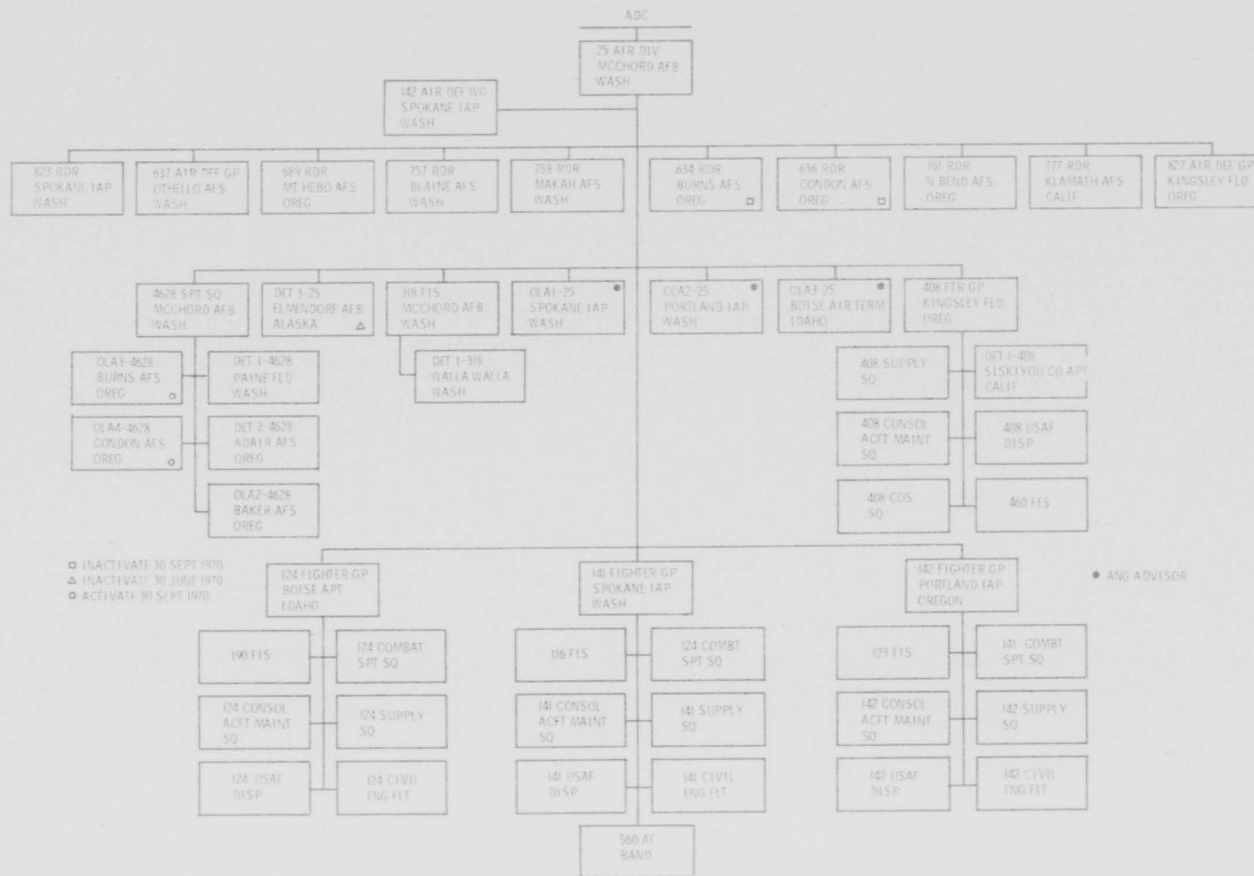 ADC
25 AIR DIV
MCCHORD AFB
WASH
142 AIR DEF WG
SPOKANE IAP
WASH
823 RDR
SPOKANE IAP
WASH
637 AIR DEF GP
OTHELLO AFS
WASH
689 RDR
MT HEBO AFS
OREG
757 RDR
BLAINE AFS
WASH
758 RDR
MAKAH AFS
WASH
634 RDR
BURNS AFS
OREG
636 RDR
CONDON AFS
OREG
761 RDR
N BEND AFS
OREG
777 RDR
KLAMATH AFS
CALIF
827 AIR DEF GP
KINGSLEY FLD
OREG
4628 SPT SQ
MCCHORD AFB
WASH
DET 3-25
ELMENDORF AFB
ALASKA
318 FIS
MCCHORD AFB
WASH
OLA1-25
SPOKANE IAP
WASH
OLA2-25
PORTLAND IAP
WASH
OLA3-25
BOISE AIR TERM
IDAHO
408 FTR GP
KINGSLEY FLD
OREG
OLA3-4628
BURNS AFS
OREG
DET 1-4628
PAINE FLD
WASH
DET 1-318
WALLA WALLA
WASH
408 SUPPLY
SQ
DET 1-408
SISKIYOU CO APT
CALIF
OLA4-4628
CONDON AFS
OREG
DET 2-4628
ADAIR AFS
OREG
408 CONSOL
ACFT MAINT
SQ
408 USAF
DISP
OLA2-4628
BAKER AFS
OREG
408 COS
SQ
460 FIS
□ INACTIVATE 30 SEPT 1970
△ INACTIVATE 30 JUNE 1970
○ ACTIVATE 30 SEPT 1970
124 FIGHTER GP
BOISE APT
IDAHO
141 FIGHTER GP
SPOKANE IAP
WASH
142 FIGHTER GP
PORTLAND IAP
OREGON
● ANG ADVISOR
190 FIS
124 COMBAT
SPT SQ
116 FIS
124 COMBT
SPT SQ
123 FIS
COMBT
SPT SQ
124 CONSOL
ACFT MAINT
SQ
124 SUPPLY
SQ
141 CONSOL
ACFT MAINT
SQ
141 SUPPLY
SQ
142 CONSOL
ACFT MAINT
SQ
142 SUPPLY
SQ
124 USAF
DISP
124 CIVIL
ENG FLT
141 USAF
DISP
141 CIVIL
ENG FLT
142 USAF
DISP
142 CIVIL
ENG FLT
560 AF
BAND